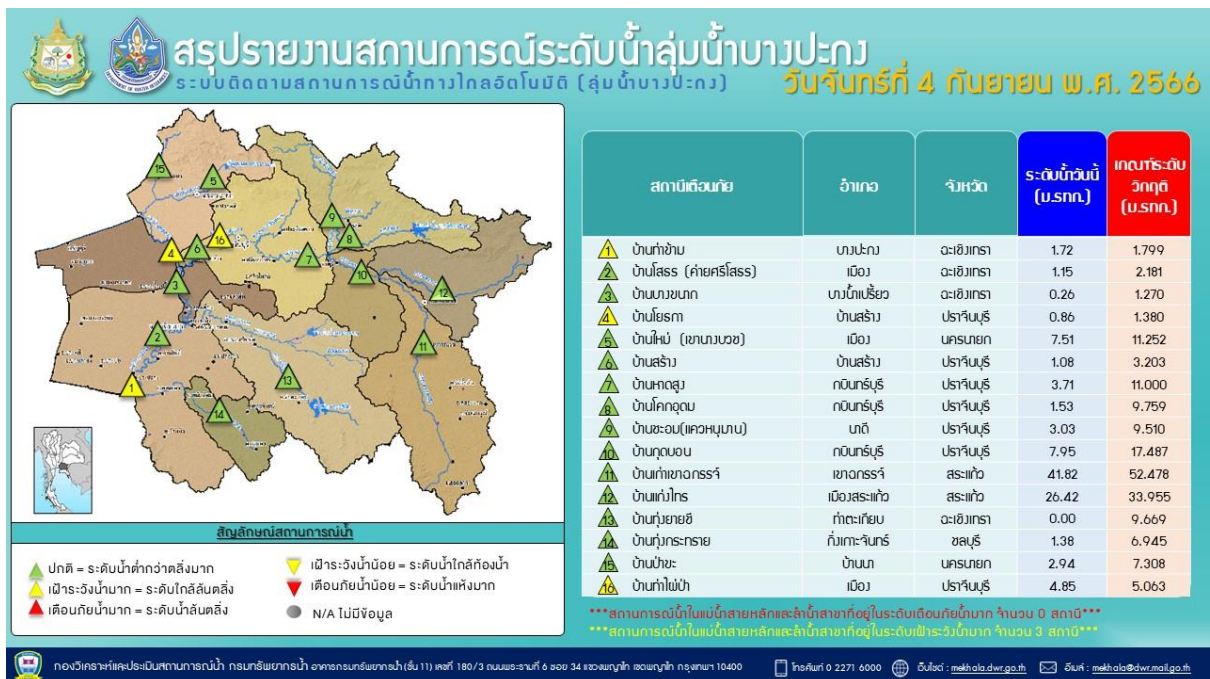 สรุปรายงานสถานการณ์ระดับน้ำลุ่มน้ำบางปะกง
ระบบติดตามสถานการณ์น้ำทางไกลอัตโนมัติ (ลุ่มน้ำบางปะกง)
วันจันทร์ที่ 4 กันยายน พ.ศ. 2566
สถานีเตือนภัย อำเภอ จังหวัด ระดับน้ำวันนี้ (ม.รทก.) เกณฑ์ระดับวิกฤติ (ม.รทก.)
1 บ้านท่าข้าม บางปะกง ฉะเชิงเทรา 1.72 1.799
2 บ้านโสธร (ค่ายศรีโสธร) เมือง ฉะเชิงเทรา 1.15 2.181
3 บ้านบางขนาก บางน้ำเปรี้ยว ฉะเชิงเทรา 0.26 1.270
4 บ้านโยธกา บ้านสร้าง ปราจีนบุรี 0.86 1.380
5 บ้านใหม่ (เขานางบวช) เมือง นครนายก 7.51 11.252
6 บ้านสร้าง บ้านสร้าง ปราจีนบุรี 1.08 3.203
7 บ้านหาดสูง กบินทร์บุรี ปราจีนบุรี 3.71 11.000
8 บ้านโคกอุดม กบินทร์บุรี ปราจีนบุรี 1.53 9.759
9 บ้านชะอม(แควหนุมาน) นาดี ปราจีนบุรี 3.03 9.510
10 บ้านกุดบอน กบินทร์บุรี ปราจีนบุรี 7.95 17.487
11 บ้านเก่าเขาฉกรรจ์ เขาฉกรรจ์ สระแก้ว 41.82 52.478
12 บ้านแก่งไทร เมืองสระแก้ว สระแก้ว 26.42 33.955
13 บ้านทุ่งยายชี ท่าตะเกียบ ฉะเชิงเทรา 0.00 9.669
14 บ้านทุ่งกระทราย กิ่งเกาะจันทร์ ชลบุรี 1.38 6.945
15 บ้านป่าขะ บ้านนา นครนายก 2.94 7.308
16 บ้านท่าไผ่ป่า เมือง ปราจีนบุรี 4.85 5.063
***สถานการณ์น้ำในแม่น้ำสายหลักและลำน้ำสาขาที่อยู่ในระดับเตือนภัยน้ำมาก จำนวน 0 สถานี***
***สถานการณ์น้ำในแม่น้ำสายหลักและลำน้ำสาขาที่อยู่ในระดับเฝ้าระวังน้ำมาก จำนวน 3 สถานี***
15
5
9
16
8
4
6
7
10
3
12
2
11
1
13
14
สัญลักษณ์สถานการณ์น้ำ
ปกติ = ระดับน้ำต่ำกว่าตลิ่งมาก
เฝ้าระวังน้ำมาก = ระดับใกล้ล้นตลิ่ง
เตือนภัยน้ำมาก = ระดับน้ำล้นตลิ่ง
เฝ้าระวังน้ำน้อย = ระดับน้ำใกล้ท้องน้ำ
เตือนภัยน้ำน้อย = ระดับน้ำแห้งมาก
N/A ไม่มีข้อมูล
กองวิเคราะห์และประเมินสถานการณ์น้ำ กรมทรัพยากรน้ำ อาคารกรมทรัพยากรน้ำ (ชั้น 11) เลขที่ 180/3 ถนนพระรามที่ 6 ซอย 34 แขวงพญาไท เขตพญาไท กรุงเทพฯ 10400 โทรศัพท์ 0 2271 6000 เว็บไซต์ : mekhala.dwr.go.th อีเมล์ : mekhala@dwr.mail.go.th